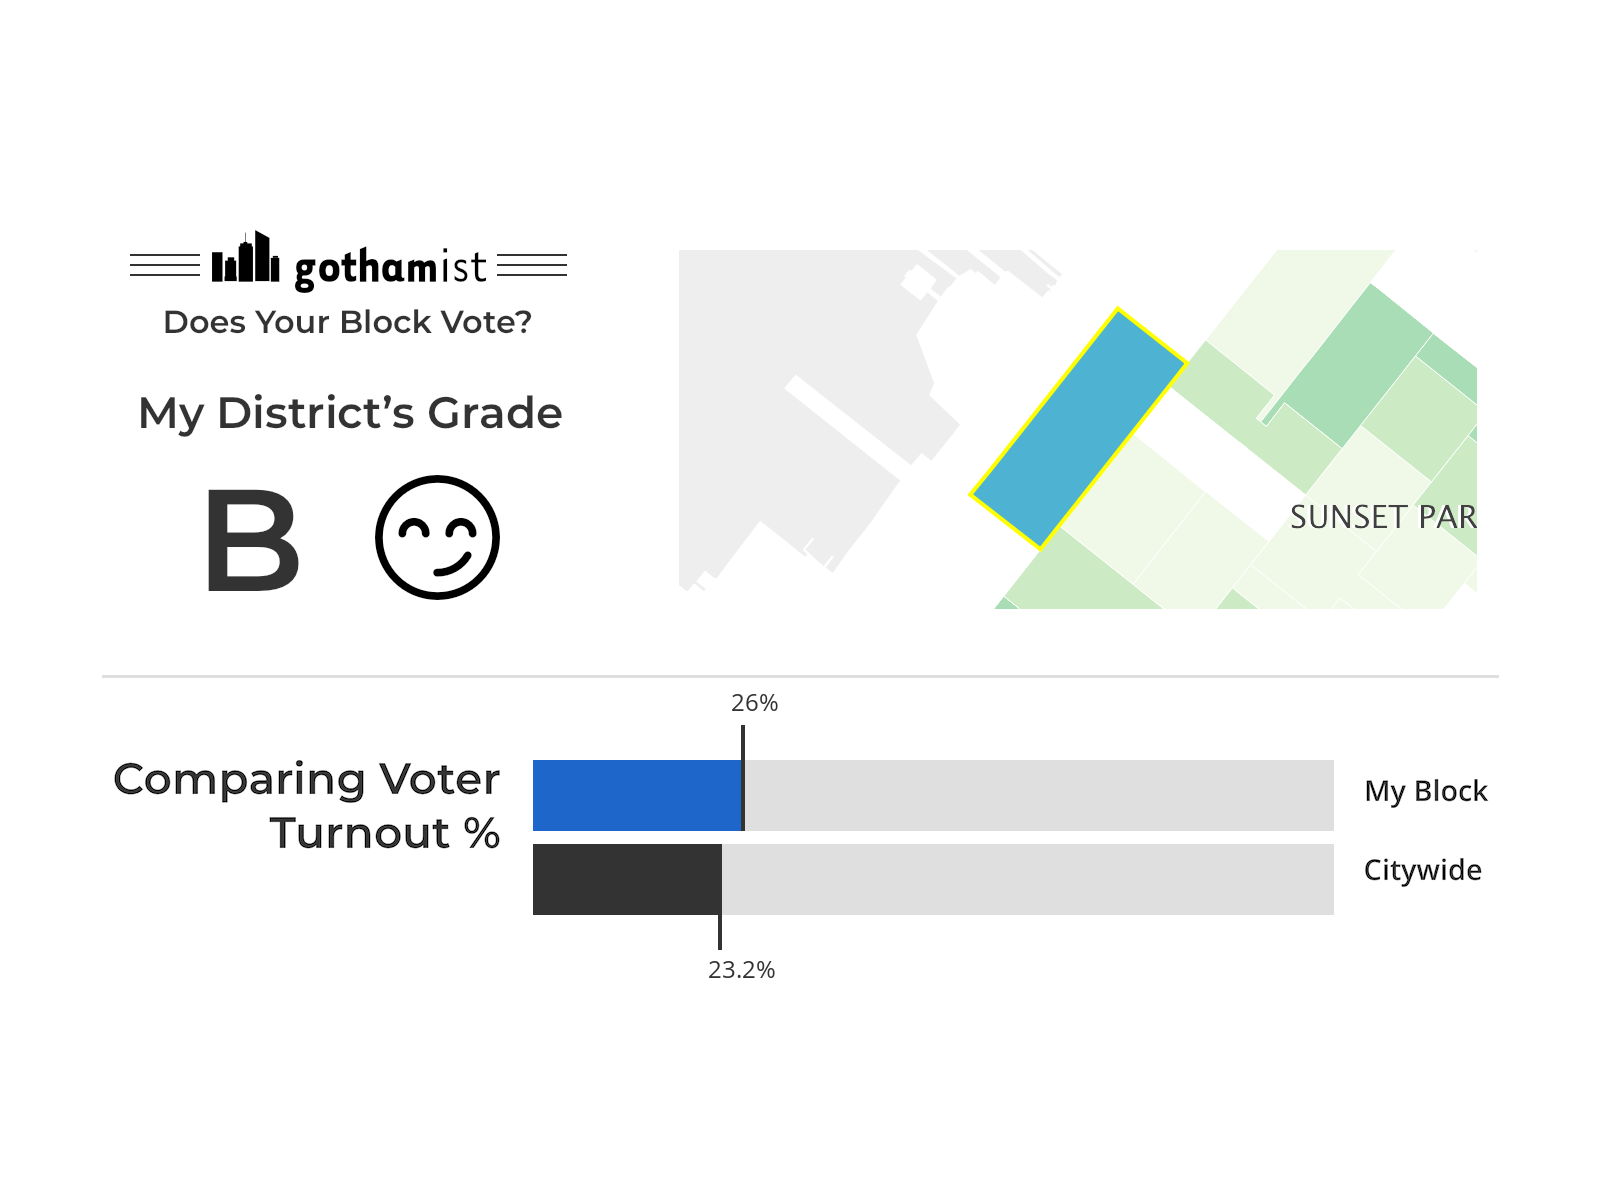 gothamist
Does Your Block Vote?
My District’s Grade
B
SUNSET PAR
26%
Comparing Voter
Turnout %
My Block
Citywide
23.2%